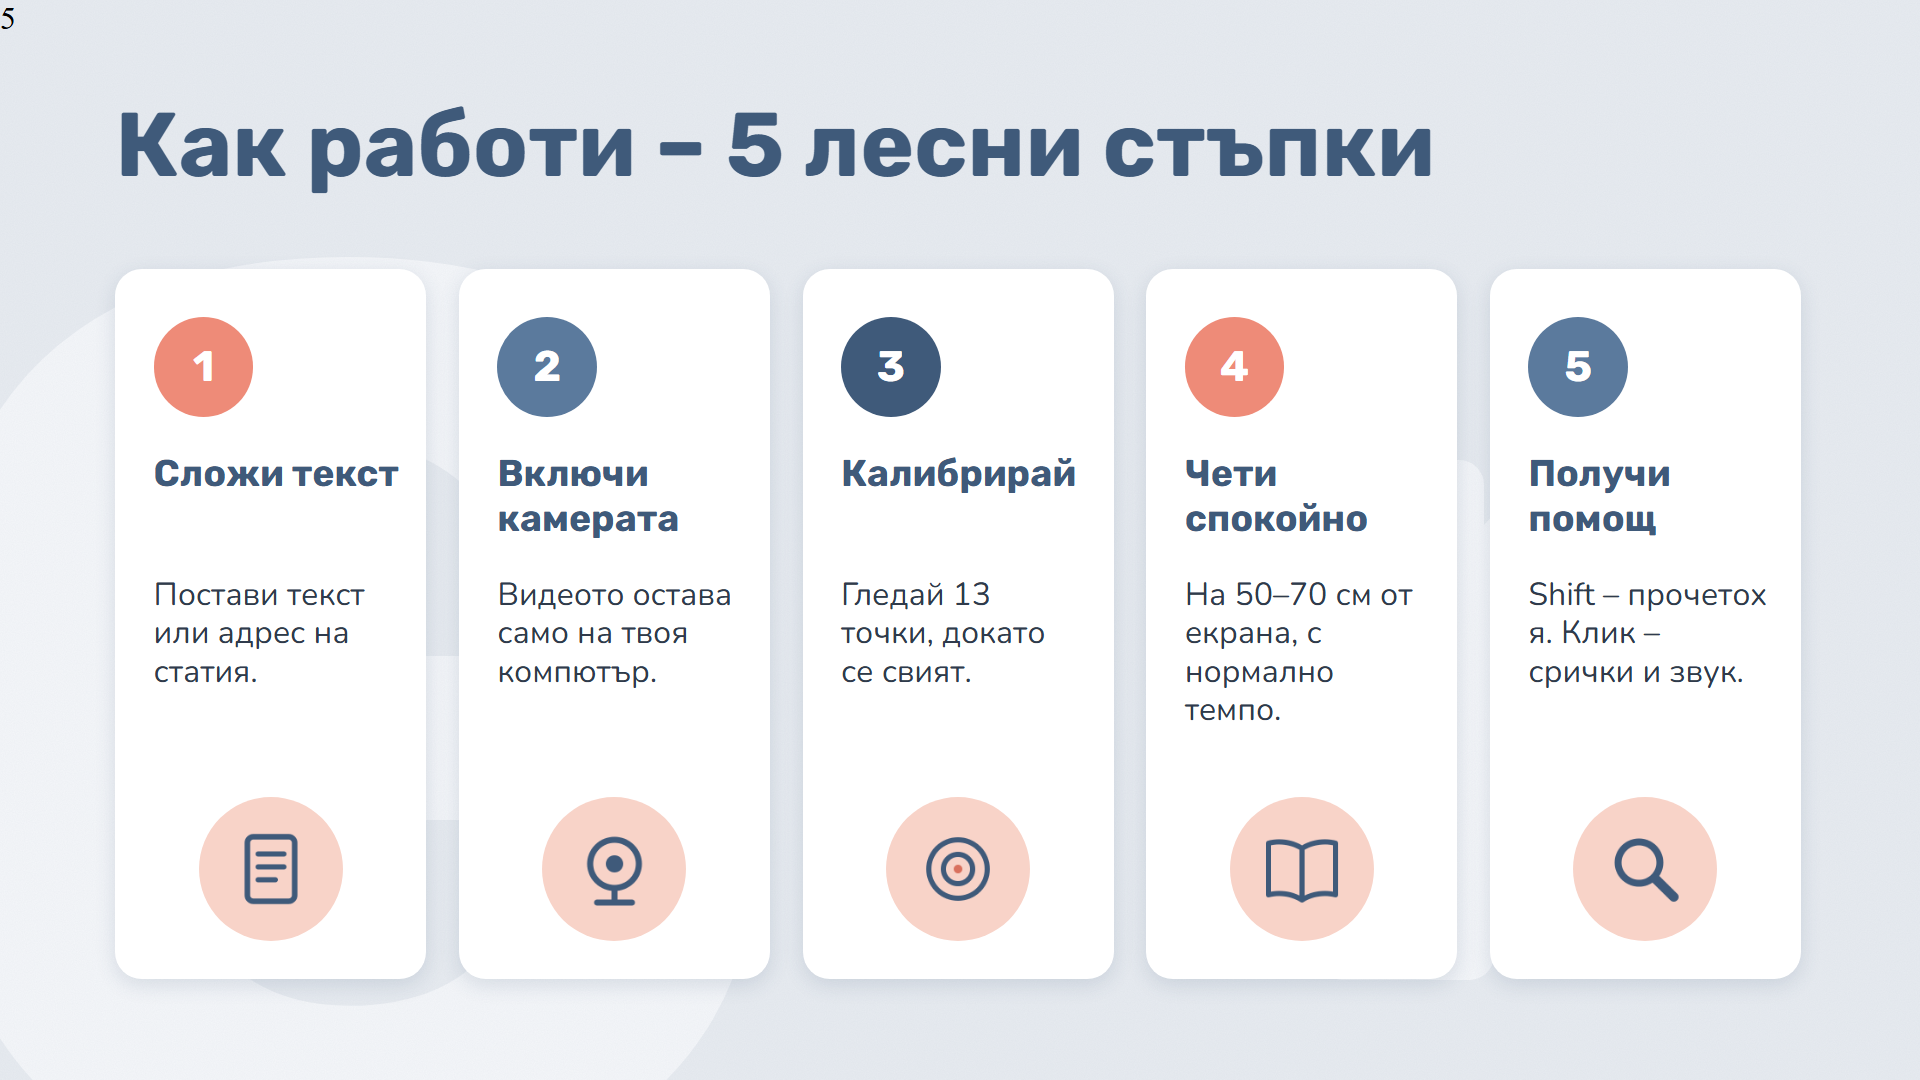 5
Как работи – 5 лесни стъпки
1
Сложи текст
Постави текст
или адрес на
статия.
2
Включи
камерата
Видеото остава
само на твоя
компютър.
3
Калибрирай
Гледай 13
точки, докато
се свият.
4
Чети
спокойно
На 50–70 см от
екрана, с
нормално
темпо.
5
Получи
помощ
Shift – прочетох
я. Клик –
срички и звук.